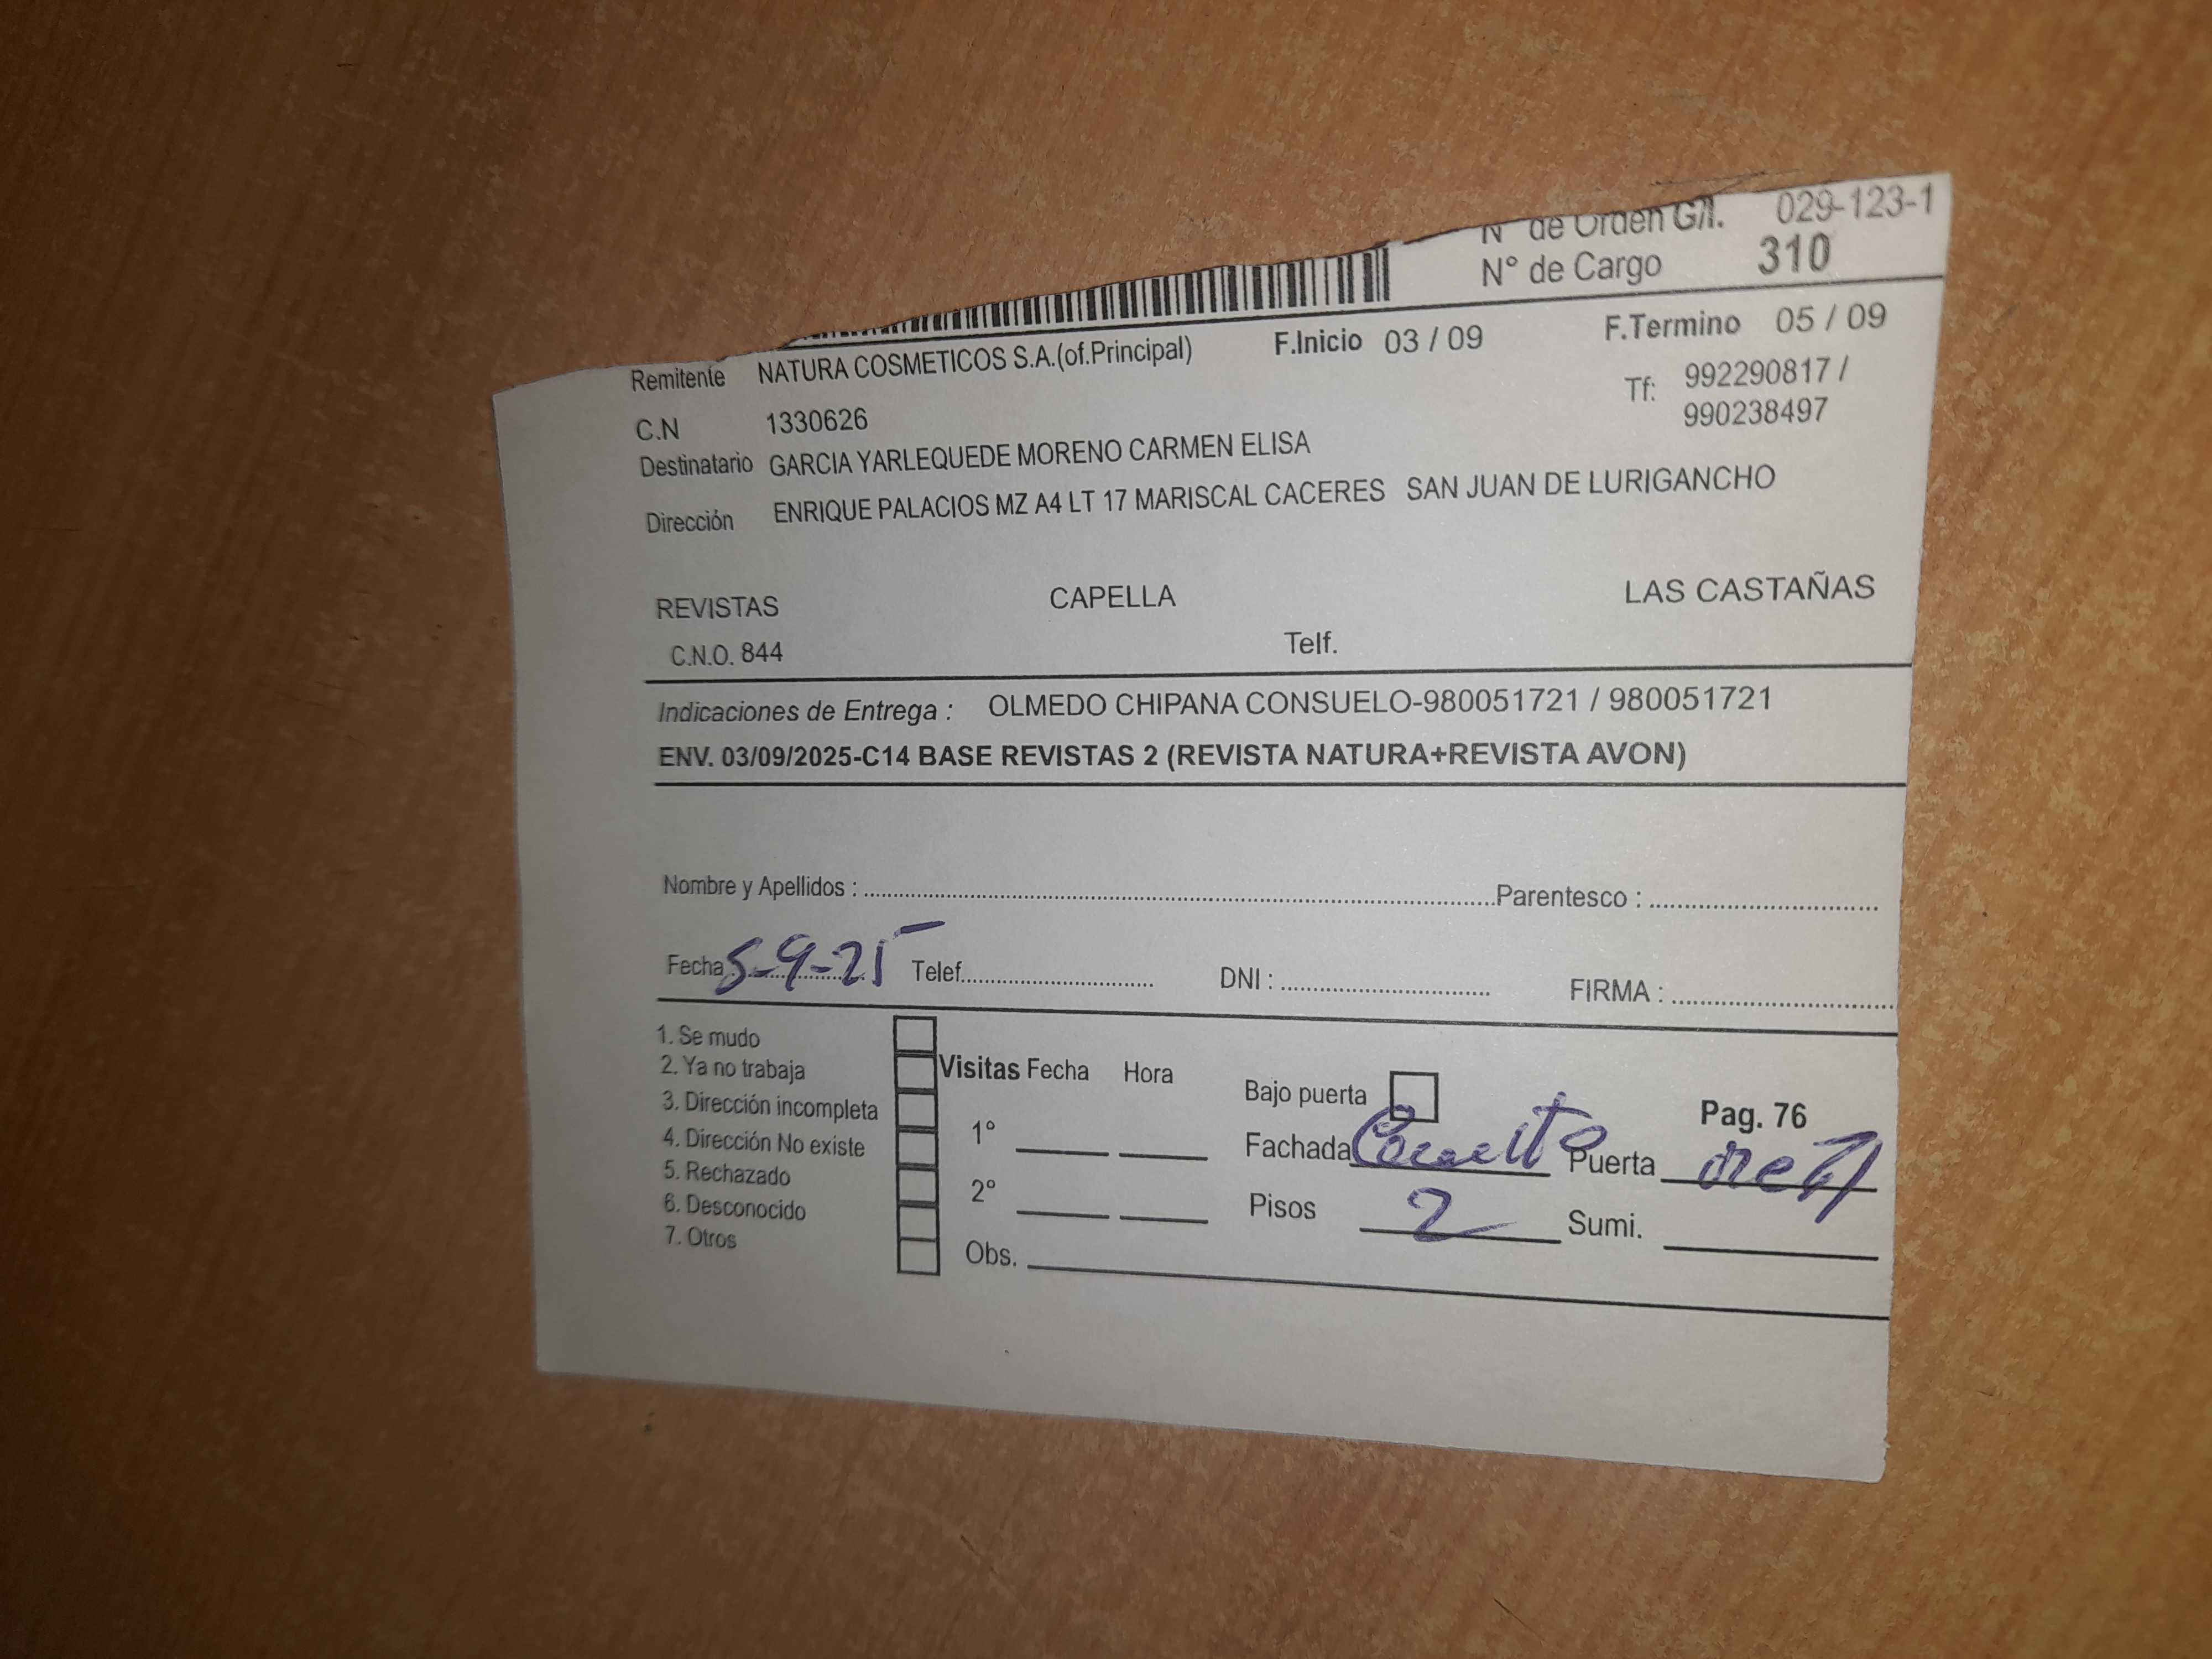 N° de Orden G/l. 029-123-1
N° de Cargo 310
Remitente NATURA COSMETICOS S.A.(of.Principal) F.Inicio 03 / 09 F.Termino 05 / 09
C.N 1330626 Tf: 992290817 /
990238497
Destinatario GARCIA YARLEQUEDE MORENO CARMEN ELISA
Dirección ENRIQUE PALACIOS MZ A4 LT 17 MARISCAL CACERES SAN JUAN DE LURIGANCHO
REVISTAS CAPELLA LAS CASTAÑAS
C.N.O. 844 Telf.
Indicaciones de Entrega : OLMEDO CHIPANA CONSUELO-980051721 / 980051721
ENV. 03/09/2025-C14 BASE REVISTAS 2 (REVISTA NATURA+REVISTA AVON)
Nombre y Apellidos : Parentesco :
Fecha 5-9-25 Telef. DNI : FIRMA :
1. Se mudo
2. Ya no trabaja Visitas Fecha Hora Bajo puerta
3. Dirección incompleta 1° Pag. 76
4. Dirección No existe Fachada Puerta
5. Rechazado 2°
6. Desconocido Pisos 2 Sumi.
7. Otros Obs.